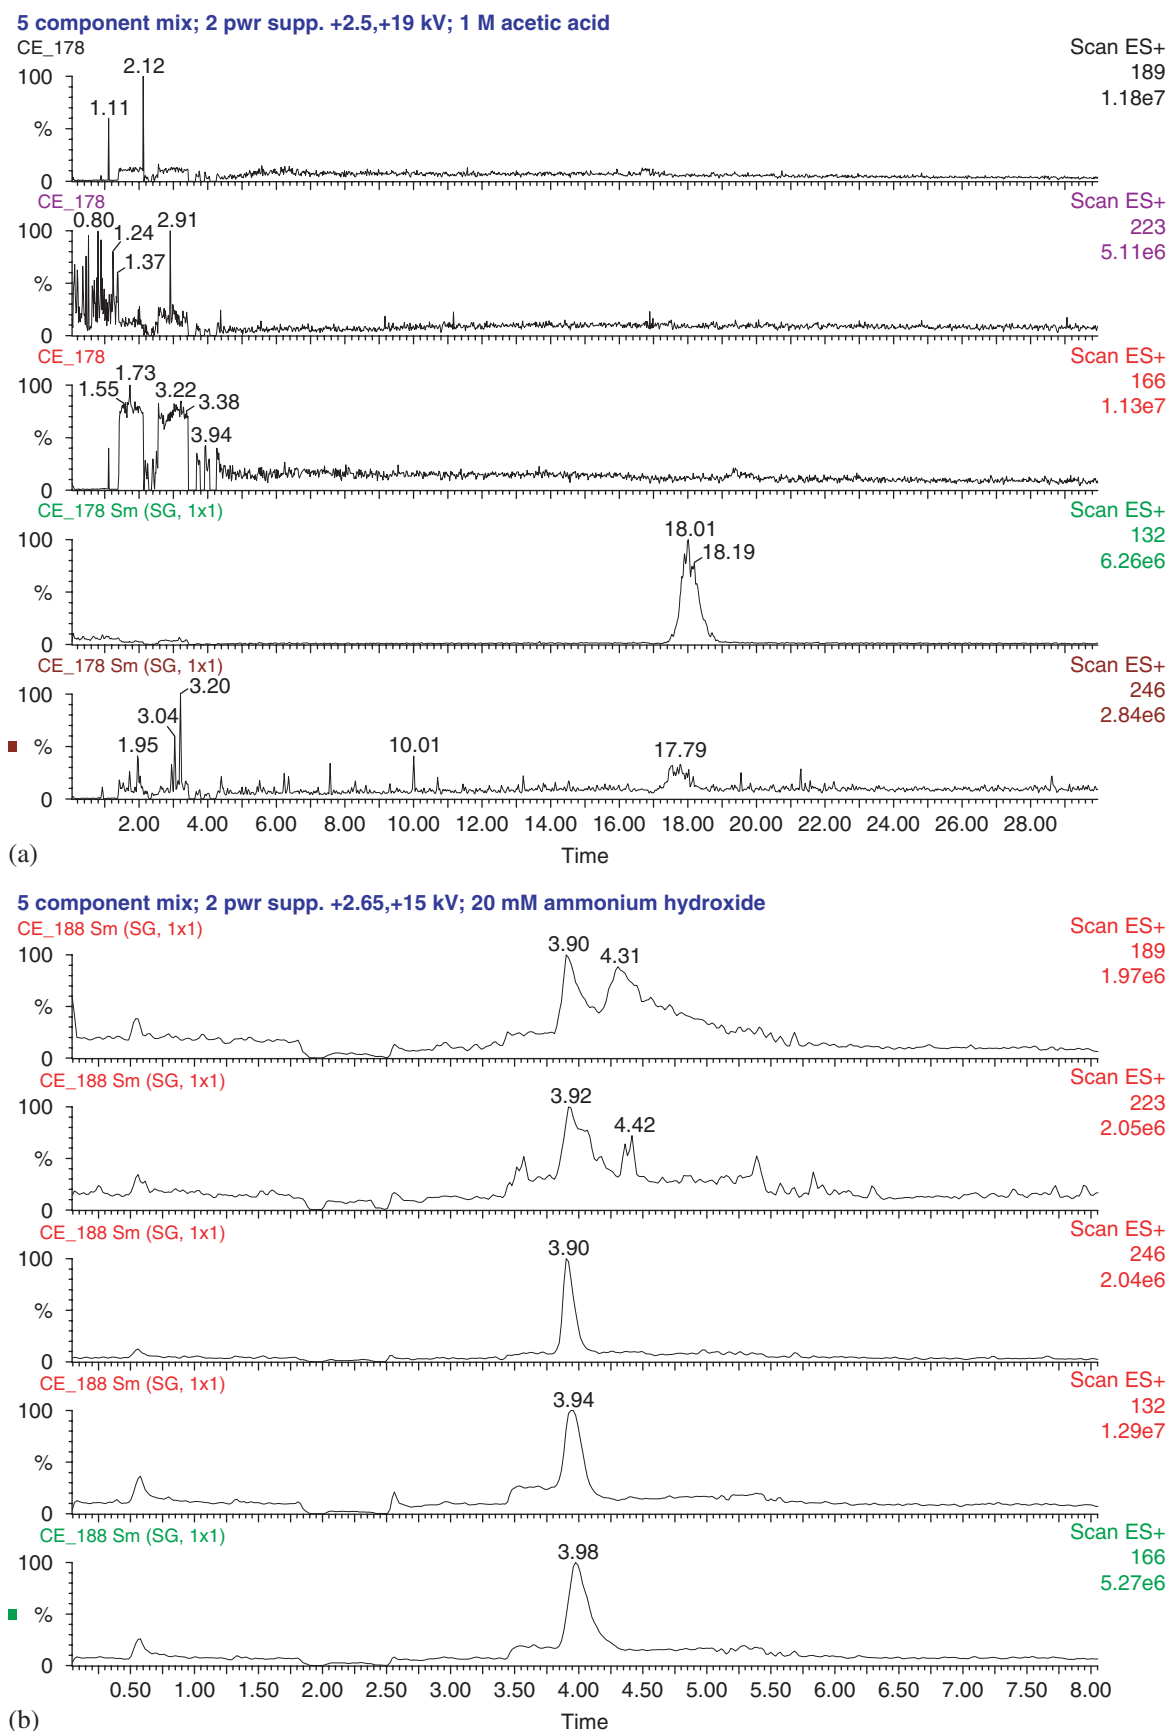 5 component mix; 2 pwr supp. +2.5,+19 kV; 1 M acetic acid
CE_178
Scan ES+
189
1.18e7
100
%
0
1.11
2.12
CE_178
Scan ES+
223
5.11e6
100
%
0
0.80
1.24
1.37
2.91
CE_178
Scan ES+
166
1.13e7
100
%
0
1.55
1.73
3.22
3.38
3.94
CE_178 Sm (SG, 1x1)
Scan ES+
132
6.26e6
100
%
0
18.01
18.19
CE_178 Sm (SG, 1x1)
Scan ES+
246
2.84e6
100
%
0
1.95
3.04
3.20
10.01
17.79
2.00 4.00 6.00 8.00 10.00 12.00 14.00 16.00 18.00 20.00 22.00 24.00 26.00 28.00
Time
(a)
5 component mix; 2 pwr supp. +2.65,+15 kV; 20 mM ammonium hydroxide
CE_188 Sm (SG, 1x1)
Scan ES+
189
1.97e6
100
%
0
3.90
4.31
CE_188 Sm (SG, 1x1)
Scan ES+
223
2.05e6
100
%
0
3.92
4.42
CE_188 Sm (SG, 1x1)
Scan ES+
246
2.04e6
100
%
0
3.90
CE_188 Sm (SG, 1x1)
Scan ES+
132
1.29e7
100
%
0
3.94
CE_188 Sm (SG, 1x1)
Scan ES+
166
5.27e6
100
%
0
3.98
0.50 1.00 1.50 2.00 2.50 3.00 3.50 4.00 4.50 5.00 5.50 6.00 6.50 7.00 7.50 8.00
Time
(b)